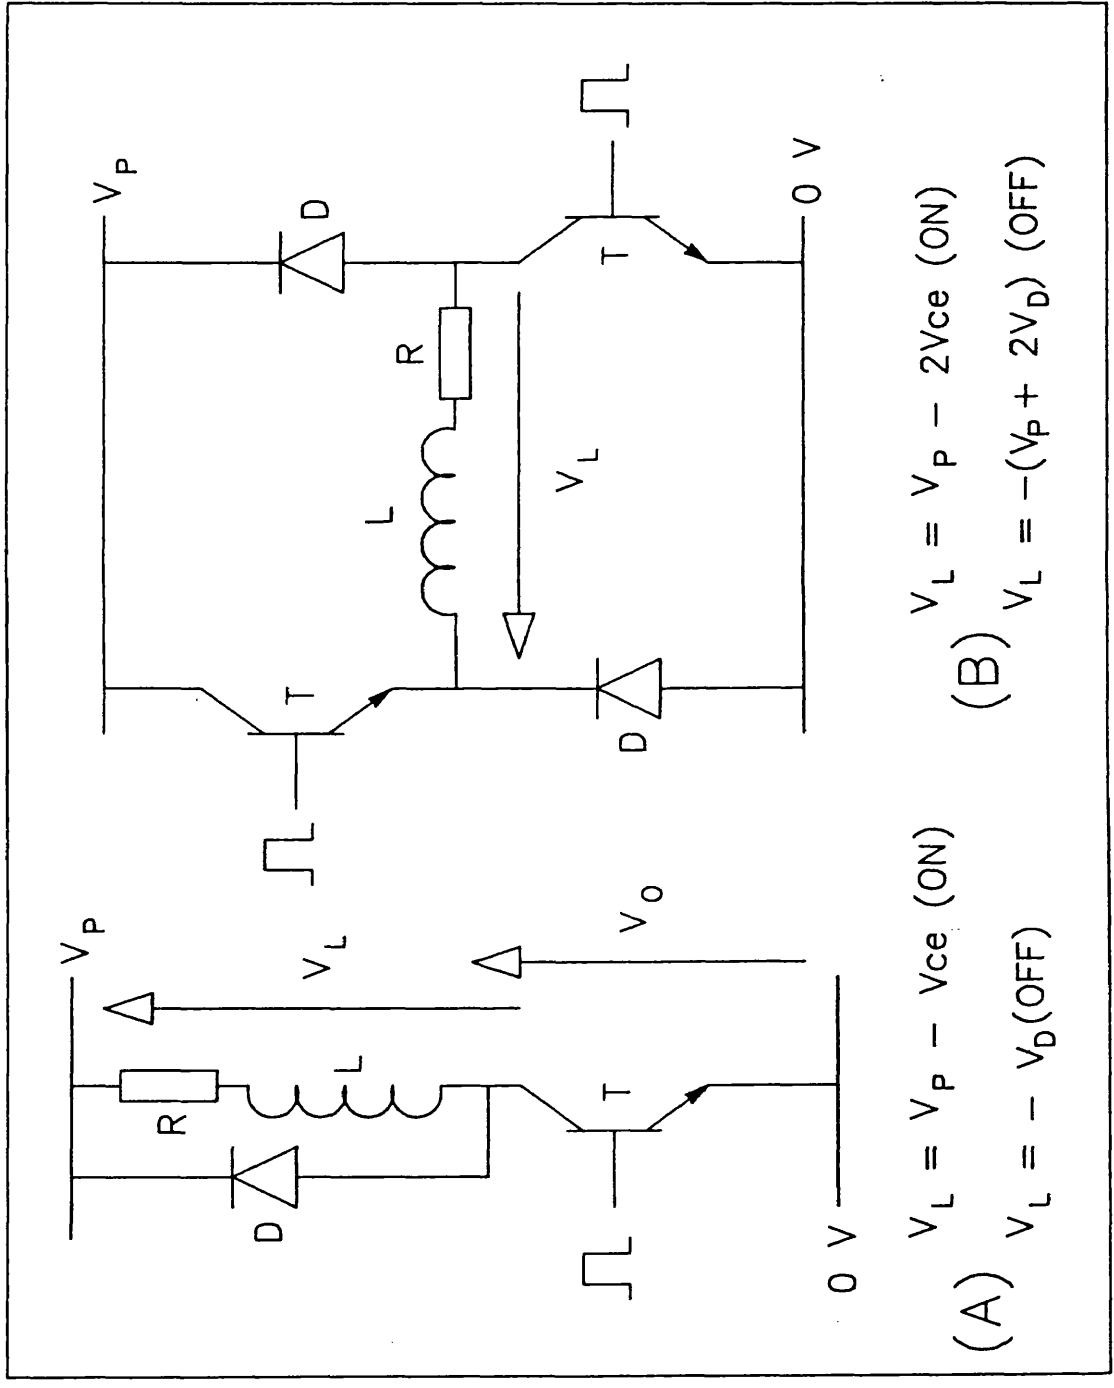 V_P
R
L
D
V_L
V_O
T
0 V
V_L = V_P - Vce (ON)
V_L = - V_D (OFF)
(A)
V_P
T
D
L
R
V_L
D
T
0 V
V_L = V_P - 2Vce (ON)
V_L = -(V_P + 2V_D) (OFF)
(B)